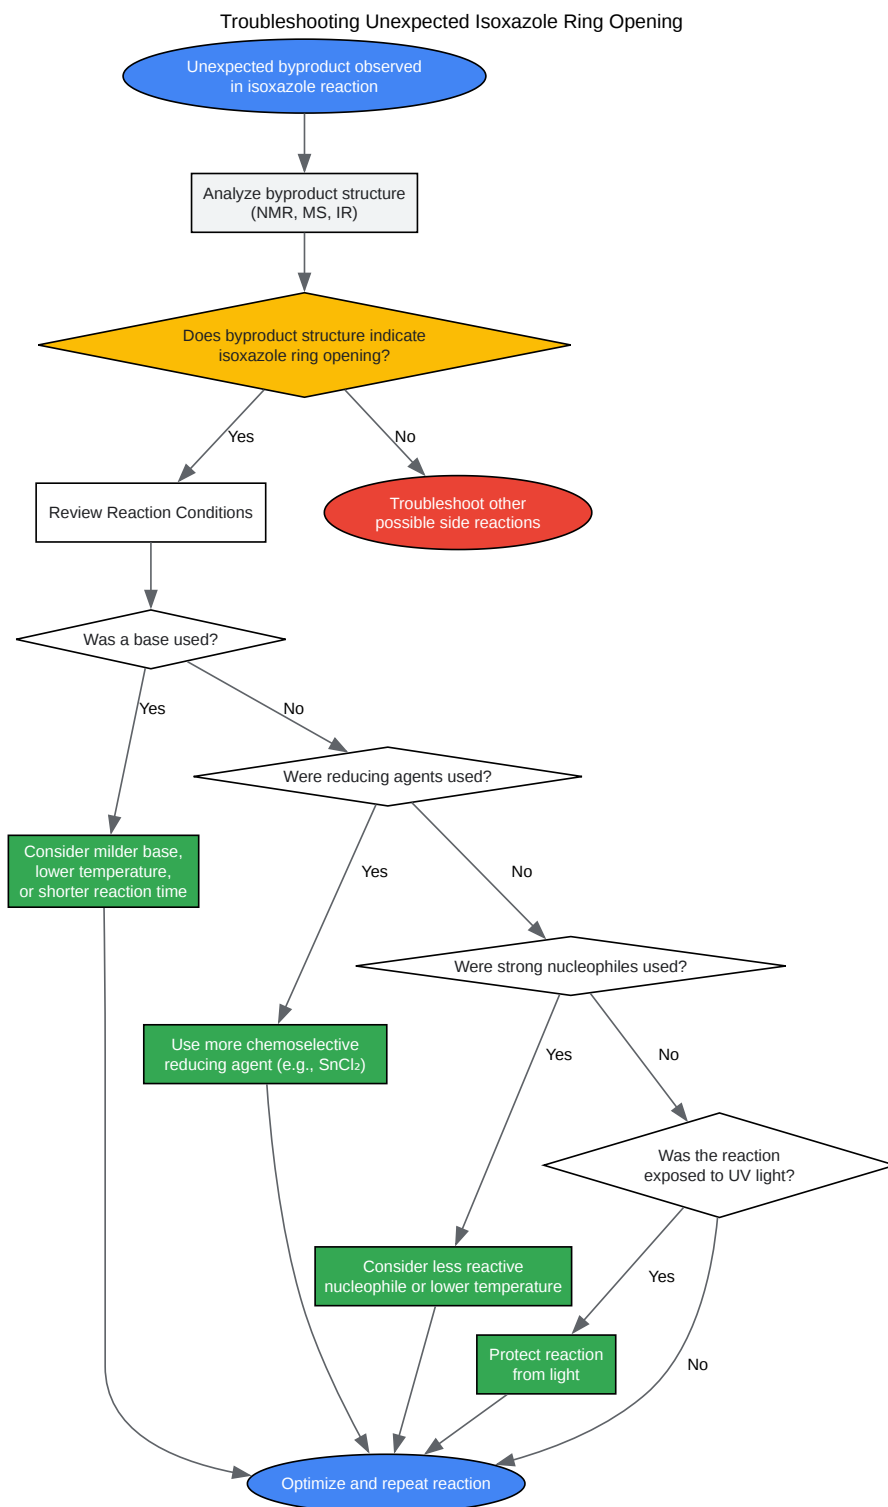 Troubleshooting Unexpected Isoxazole Ring Opening
Unexpected byproduct observed
in isoxazole reaction
Analyze byproduct structure
(NMR, MS, IR)
Does byproduct structure indicate
isoxazole ring opening?
Yes
No
Review Reaction Conditions
Troubleshoot other
possible side reactions
Was a base used?
Yes
No
Were reducing agents used?
Consider milder base,
lower temperature,
or shorter reaction time
Yes
No
Were strong nucleophiles used?
Use more chemoselective
reducing agent (e.g., SnCl₂)
Yes
No
Was the reaction
exposed to UV light?
Consider less reactive
nucleophile or lower temperature
Yes
No
Protect reaction
from light
Optimize and repeat reaction